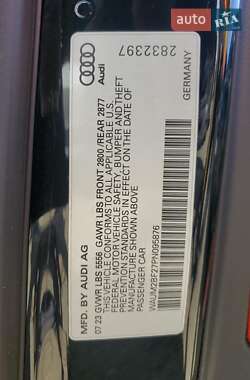 auto RIA .com
MFD. BY AUDI AG
07 23 GVWR LBS 5556 GAWR LBS FRONT 2800 /REAR 2877
THIS VEHICLE CONFORMS TO ALL APPLICABLE U.S.
FEDERAL MOTOR VEHICLE SAFETY, BUMPER AND THEFT
PREVENTION STANDARDS IN EFFECT ON THE DATE OF
MANUFACTURE SHOWN ABOVE
PASSENGER CAR
WAUM2BF27PN095876
GERMANY
Audi
2832397